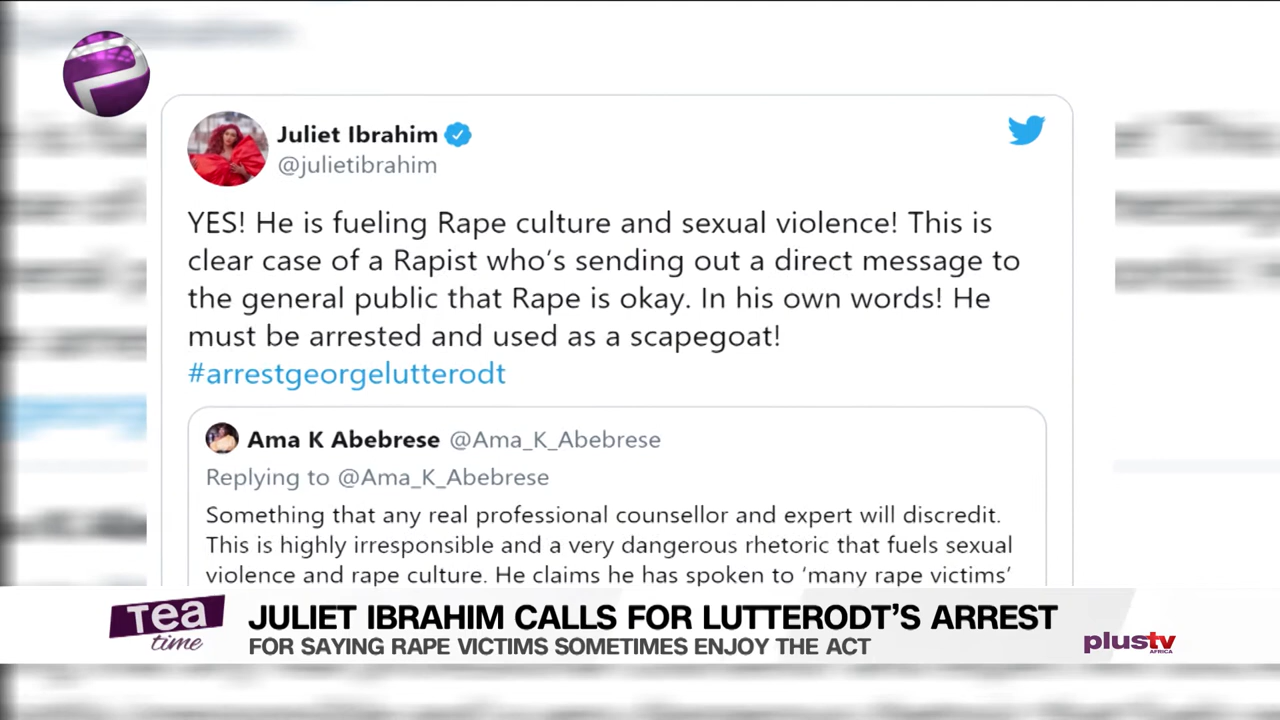 Juliet Ibrahim
@julietibrahim
YES! He is fueling Rape culture and sexual violence! This is
clear case of a Rapist who's sending out a direct message to
the general public that Rape is okay. In his own words! He
must be arrested and used as a scapegoat!
#arrestgeorgelutterodt
Ama K Abebrese @Ama_K_Abebrese
Replying to @Ama_K_Abebrese
Something that any real professional counsellor and expert will discredit.
This is highly irresponsible and a very dangerous rhetoric that fuels sexual
violence and rape culture. He claims he has spoken to 'many rape victims'
Tea
time
JULIET IBRAHIM CALLS FOR LUTTERODT'S ARREST
FOR SAYING RAPE VICTIMS SOMETIMES ENJOY THE ACT
plustv
AFRICA